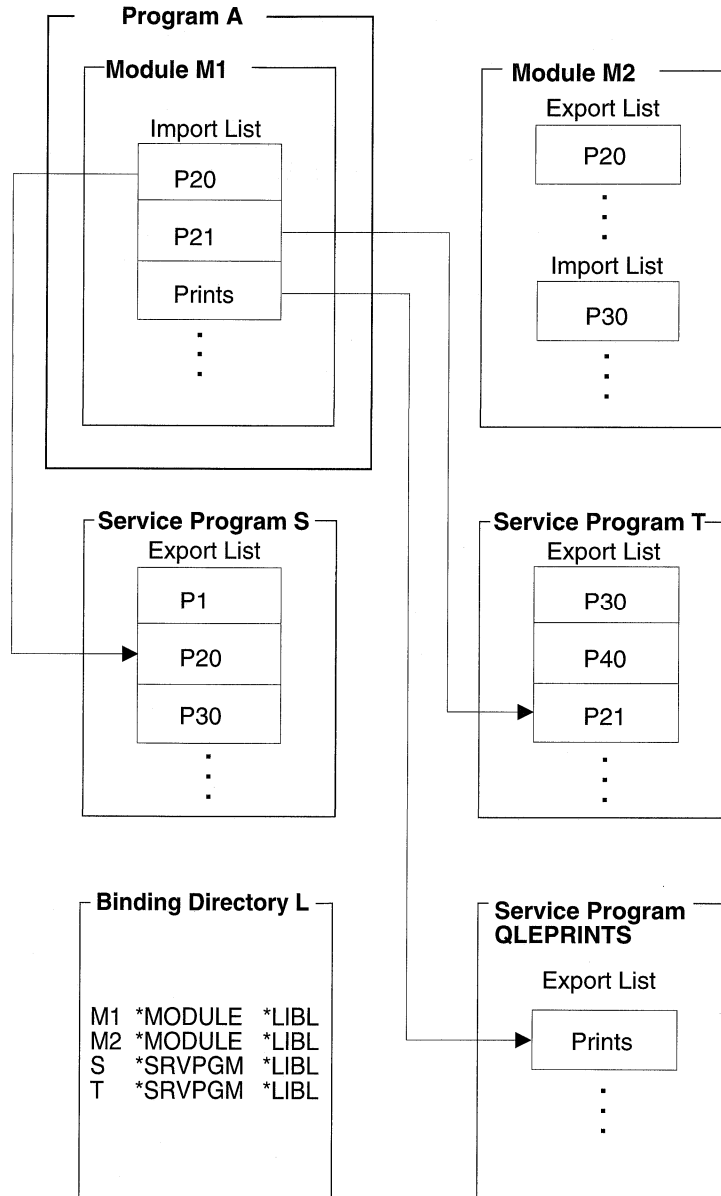 Program A
Module M1
Import List
P20
P21
Prints
Module M2
Export List
P20
Import List
P30
Service Program S
Export List
P1
P20
P30
Service Program T
Export List
P30
P40
P21
Binding Directory L
M1 *MODULE *LIBL
M2 *MODULE *LIBL
S *SRVPGM *LIBL
T *SRVPGM *LIBL
Service Program
QLEPRINTS
Export List
Prints